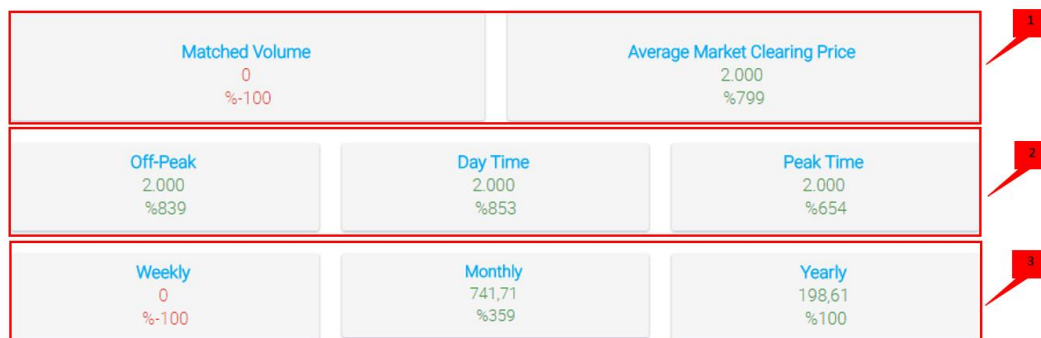 Matched Volume
0
%-100
Average Market Clearing Price
2.000
%799
1
Off-Peak
2.000
%839
Day Time
2.000
%853
Peak Time
2.000
%654
2
Weekly
0
%-100
Monthly
741,71
%359
Yearly
198,61
%100
3